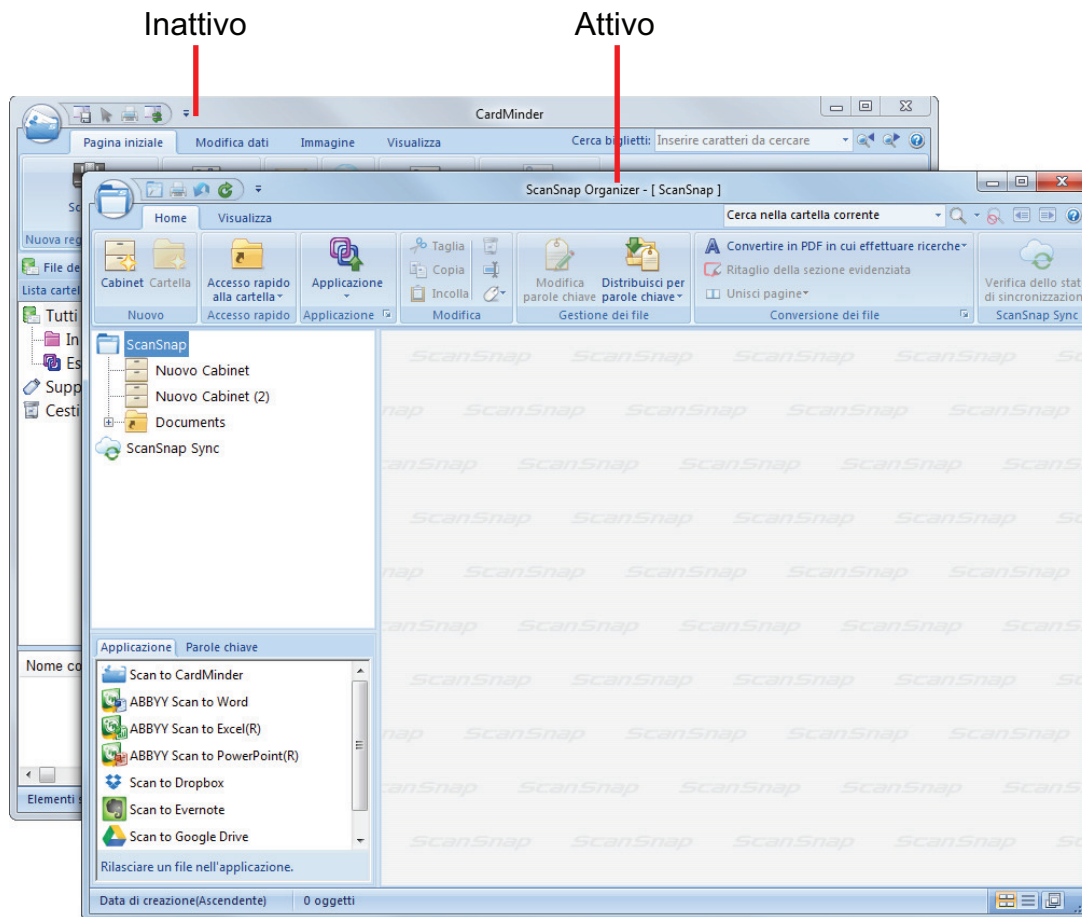 Inattivo
Attivo
CardMinder
Pagina iniziale Modifica dati Immagine Visualizza
Cerca biglietti: Inserire caratteri da cercare
Sc
Nuova reg
File de
Lista cartel
Tutti
In
Es
Supp
Cesti
Nome co
Elementi s
ScanSnap Organizer - [ ScanSnap ]
Home Visualizza
Cerca nella cartella corrente
Cabinet Cartella
Nuovo
Accesso rapido
alla cartella
Accesso rapido
Applicazione
Applicazione
Taglia
Copia
Incolla
Modifica
Modifica
parole chiave
Distribuisci per
parole chiave
Gestione dei file
Convertire in PDF in cui effettuare ricerche
Ritaglio della sezione evidenziata
Unisci pagine
Conversione dei file
Verifica dello stat
di sincronizzazion
ScanSnap Sync
ScanSnap
Nuovo Cabinet
Nuovo Cabinet (2)
Documents
ScanSnap Sync
Applicazione Parole chiave
Scan to CardMinder
ABBYY Scan to Word
ABBYY Scan to Excel(R)
ABBYY Scan to PowerPoint(R)
Scan to Dropbox
Scan to Evernote
Scan to Google Drive
Rilasciare un file nell'applicazione.
Data di creazione(Ascendente) 0 oggetti